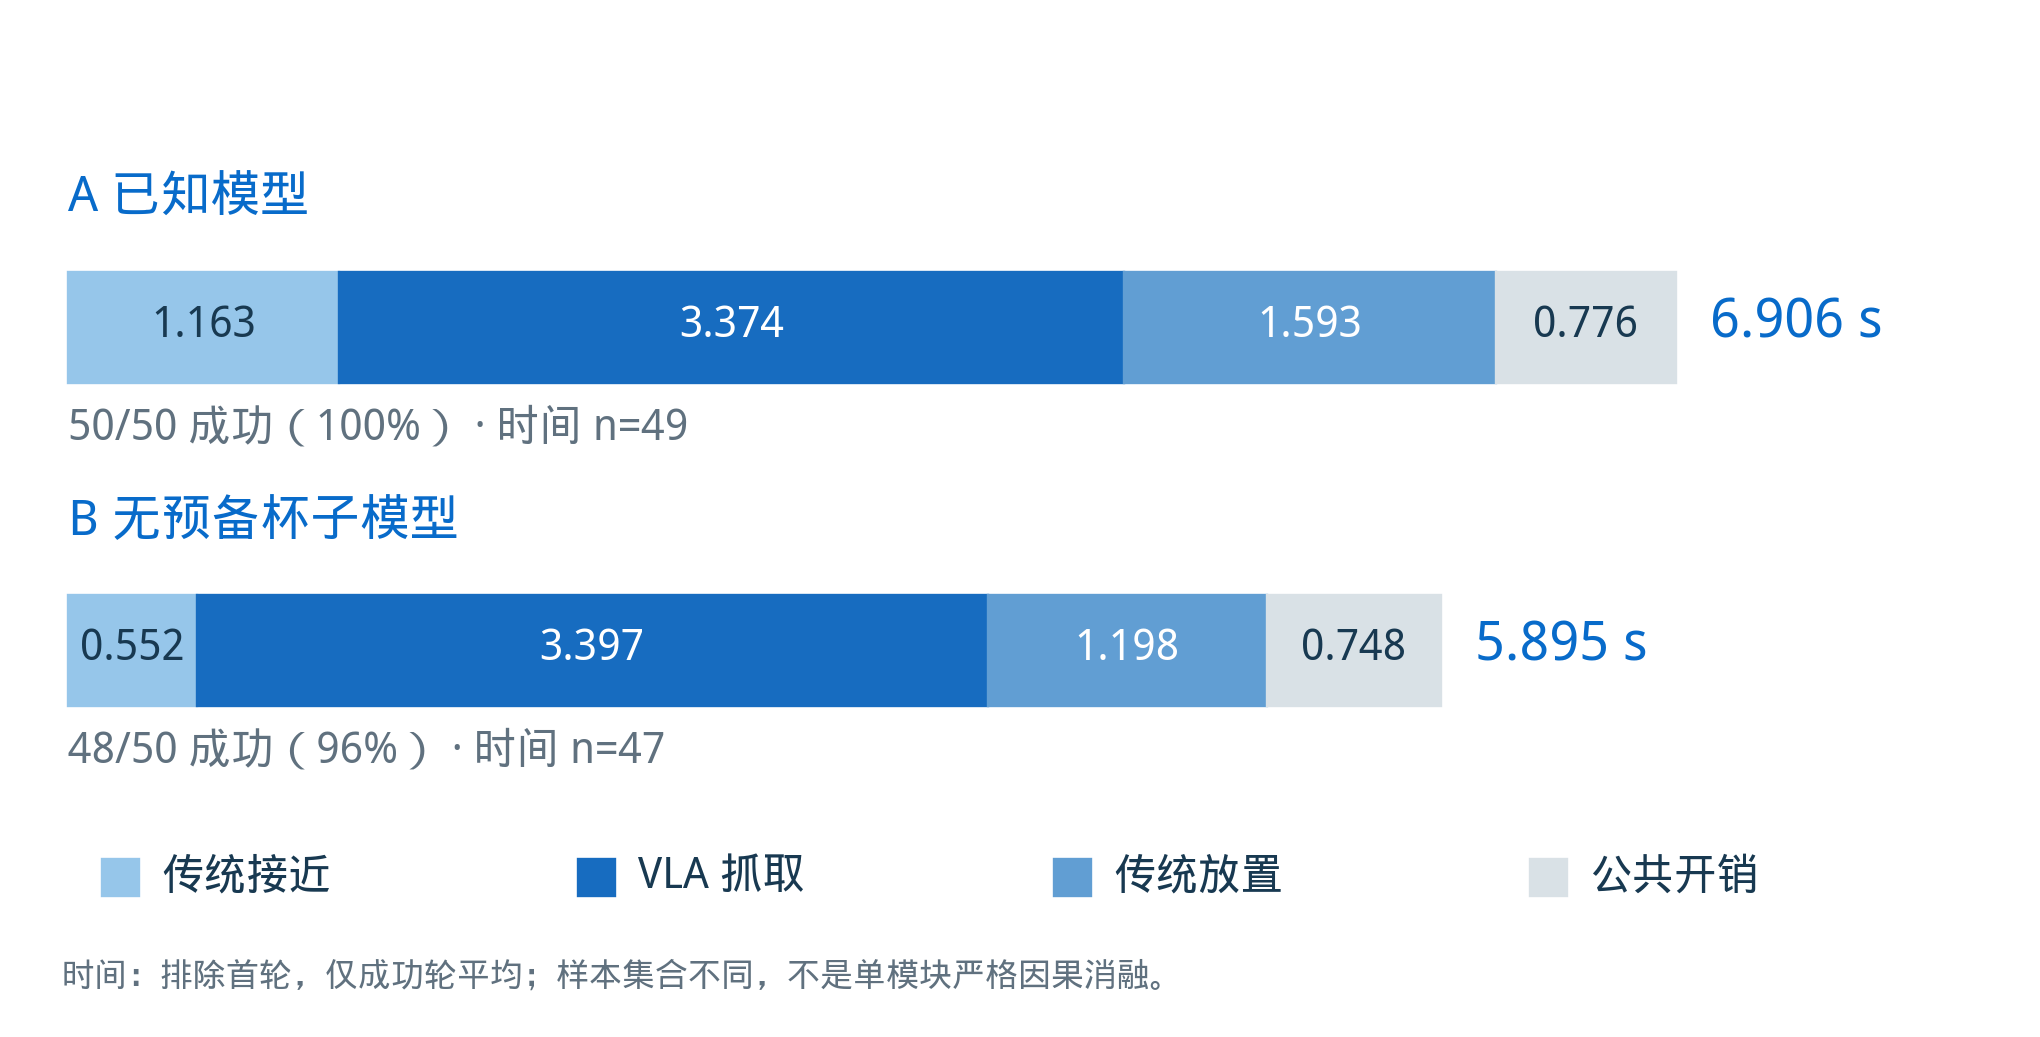 A 已知模型
1.163 3.374 1.593 0.776 6.906 s
50/50 成功（100%）· 时间 n=49
B 无预备杯子模型
0.552 3.397 1.198 0.748 5.895 s
48/50 成功（96%）· 时间 n=47
传统接近 VLA 抓取 传统放置 公共开销
时间：排除首轮，仅成功轮平均；样本集合不同，不是单模块严格因果消融。